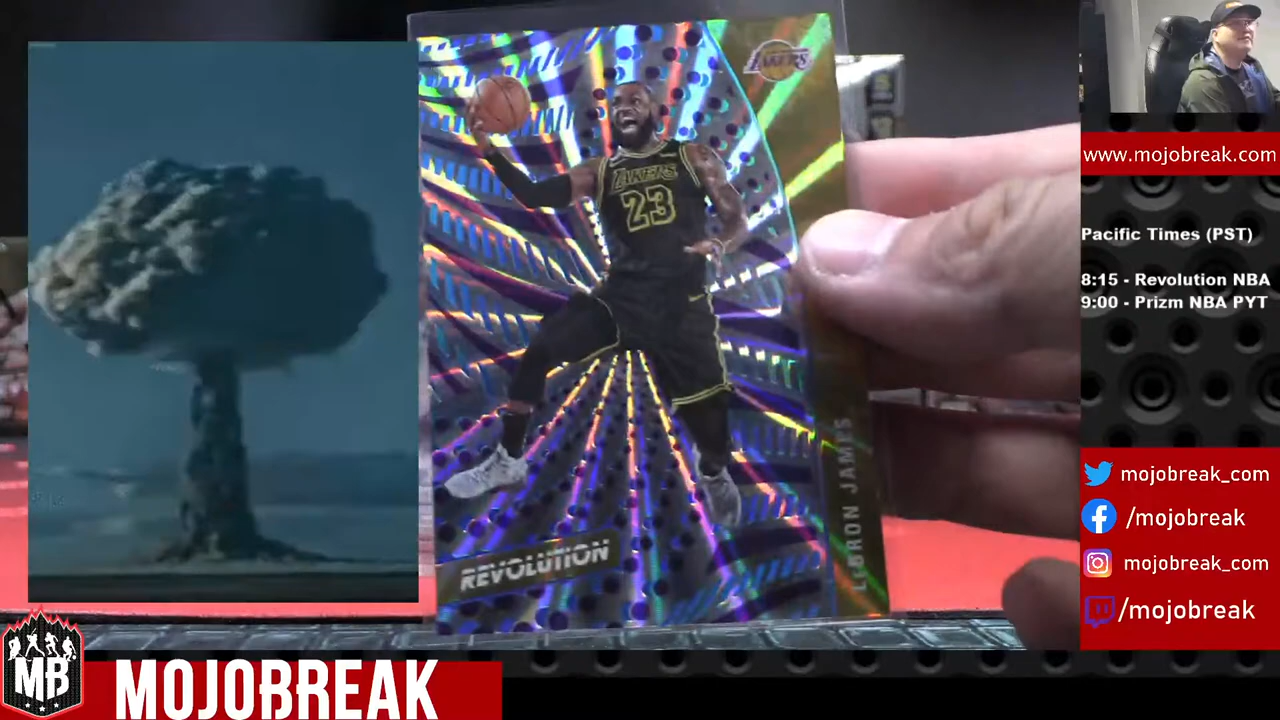 LAKERS
LAKERS
23
LEBRON JAMES
REVOLUTION
www.mojobreak.com
Pacific Times (PST)
8:15 - Revolution NBA
9:00 - Prizm NBA PYT
mojobreak_com
/mojobreak
mojobreak_com
/mojobreak
MB
MOJOBREAK